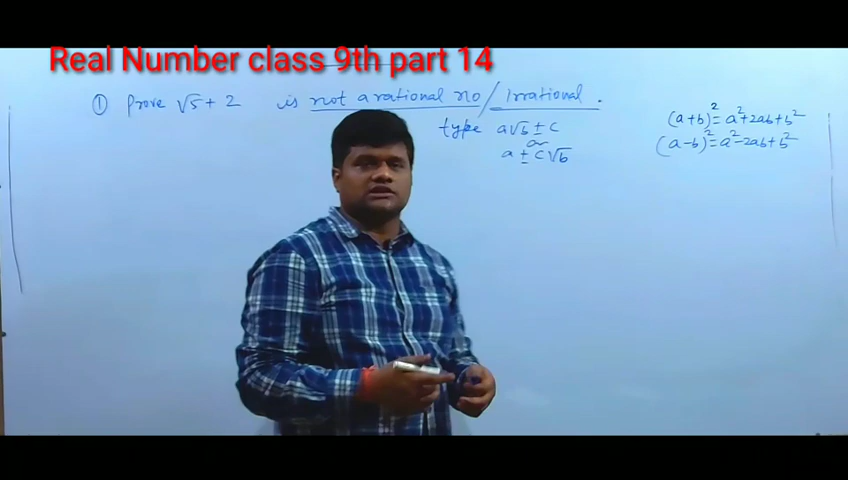 Real Number class 9th part 14
① Prove √5 + 2 is not a rational no / Irrational .
type a√b ± c
or
a ± c√b
(a+b)² = a² + 2ab + b²
(a-b)² = a² - 2ab + b²